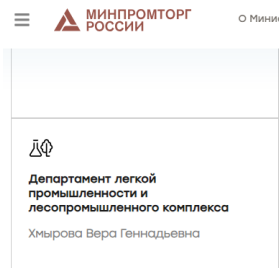 МИНПРОМТОРГ
РОССИИ
О Мини
Департамент легкой
промышленности и
лесопромышленного комплекса
Хмырова Вера Геннадьевна